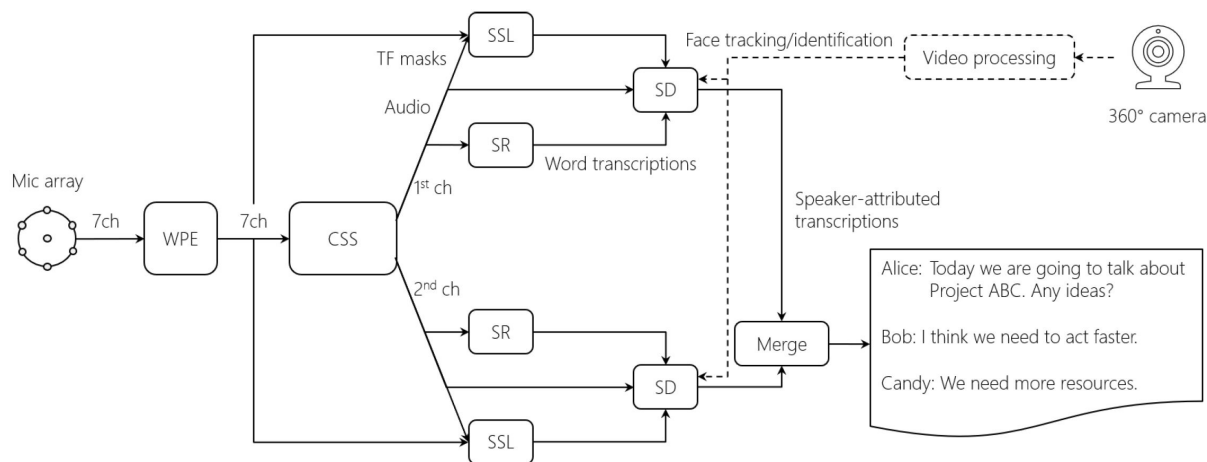 SSL
TF masks
Face tracking/identification
Video processing
SD
Audio
360° camera
SR
Word transcriptions
1st ch
Mic array
Speaker-attributed
transcriptions
7ch
WPE
7ch
CSS
Alice: Today we are going to talk about
Project ABC. Any ideas?
2nd ch
SR
Merge
Bob: I think we need to act faster.
SD
Candy: We need more resources.
SSL